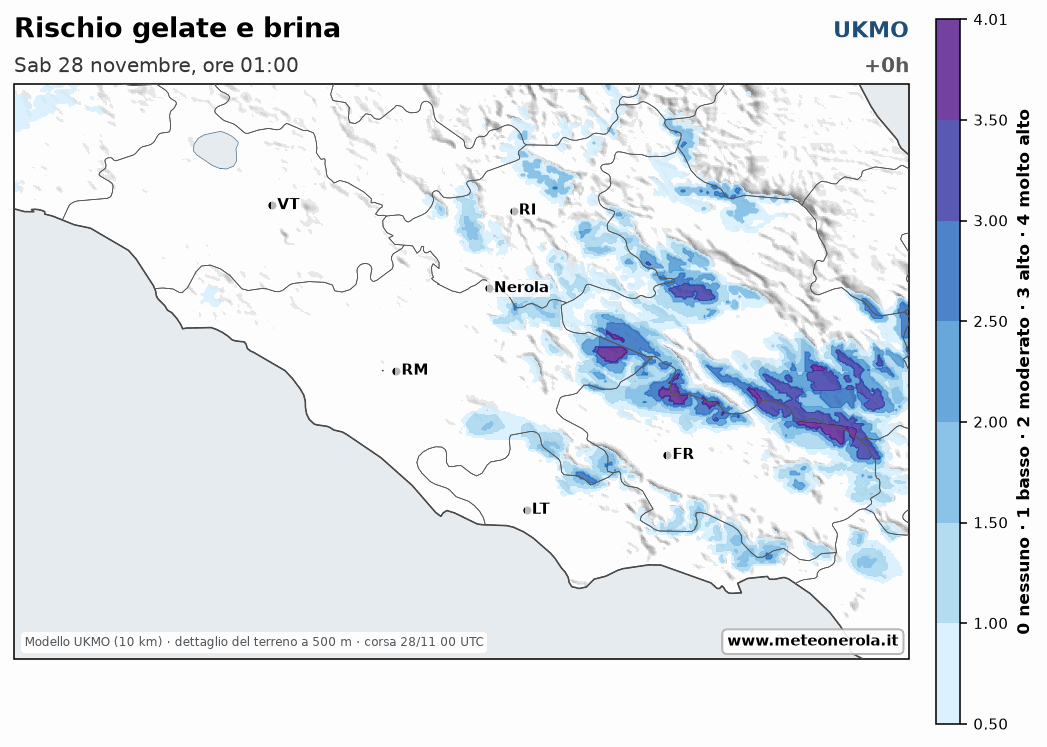 Rischio gelate e brina
UKMO
Sab 28 novembre, ore 01:00
+0h
VT
RI
Nerola
RM
FR
LT
Modello UKMO (10 km) · dettaglio del terreno a 500 m · corsa 28/11 00 UTC
www.meteonerola.it
4.01
3.50
3.00
2.50
2.00
1.50
1.00
0.50
0 nessuno · 1 basso · 2 moderato · 3 alto · 4 molto alto